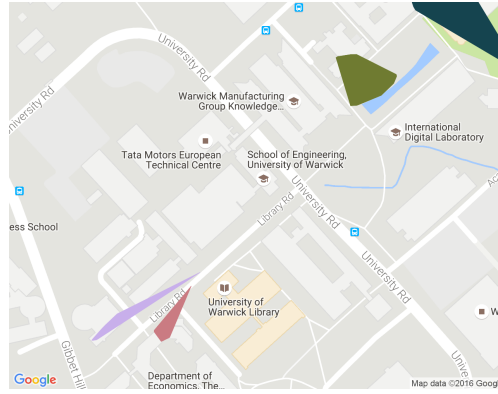 University Rd
University Rd
Warwick Manufacturing
Group Knowledge...
International
Digital Laboratory
Tata Motors European
Technical Centre
School of Engineering,
University of Warwick
University Rd
Library Rd
ess School
University Rd
Library Rd
University of
Warwick Library
Gibbet Hill
Department of
Economics, The...
Google
Map data ©2016 Google